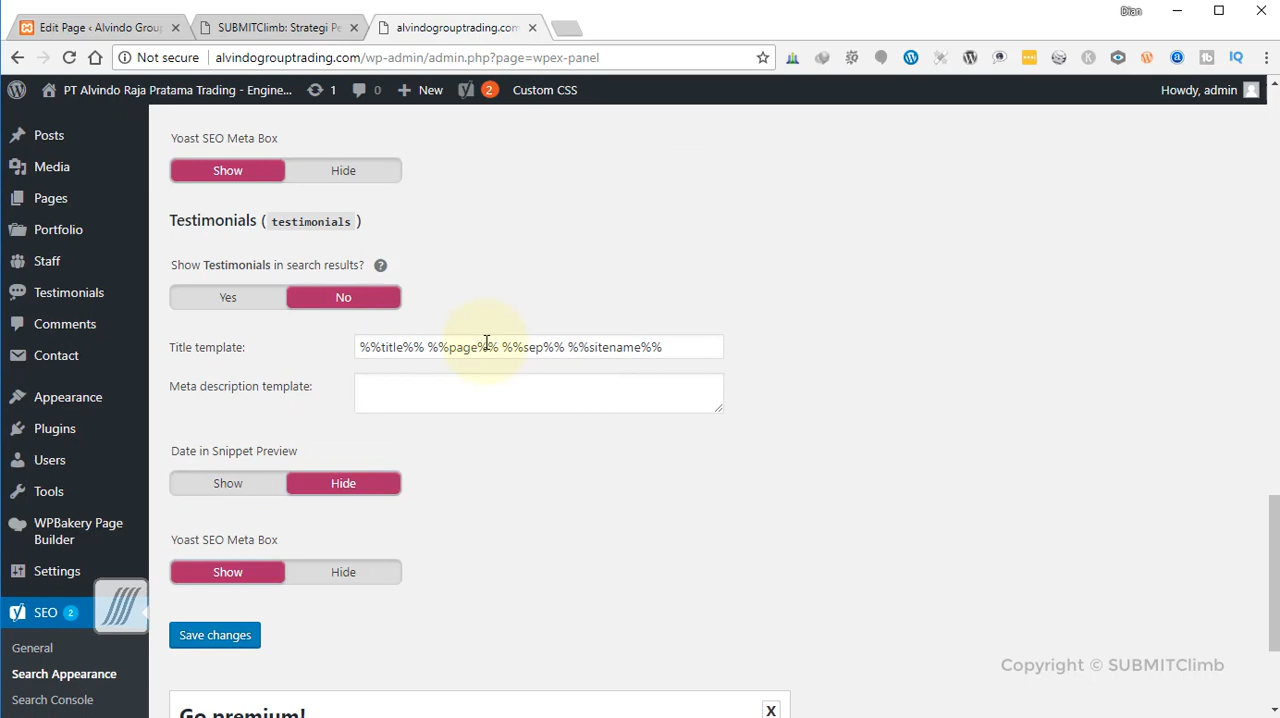 Dian
Edit Page ‹ Alvindo Grou
SUBMITClimb: Strategi Pe
alvindogrouptrading.com
Not secure
alvindogrouptrading.com/wp-admin/admin.php?page=wpex-panel
PT Alvindo Raja Pratama Trading - Engine...
1
0
New
2
Custom CSS
Howdy, admin
Posts
Media
Pages
Portfolio
Staff
Testimonials
Comments
Contact
Appearance
Plugins
Users
Tools
WPBakery Page
Builder
Settings
SEO 2
General
Search Appearance
Search Console
Yoast SEO Meta Box
Show Hide
Testimonials ( testimonials )
Show Testimonials in search results? ?
Yes No
Title template: %%title%% %%page%% %%sep%% %%sitename%%
Meta description template:
Date in Snippet Preview
Show Hide
Yoast SEO Meta Box
Show Hide
Save changes
Go premium! X
Copyright © SUBMITClimb